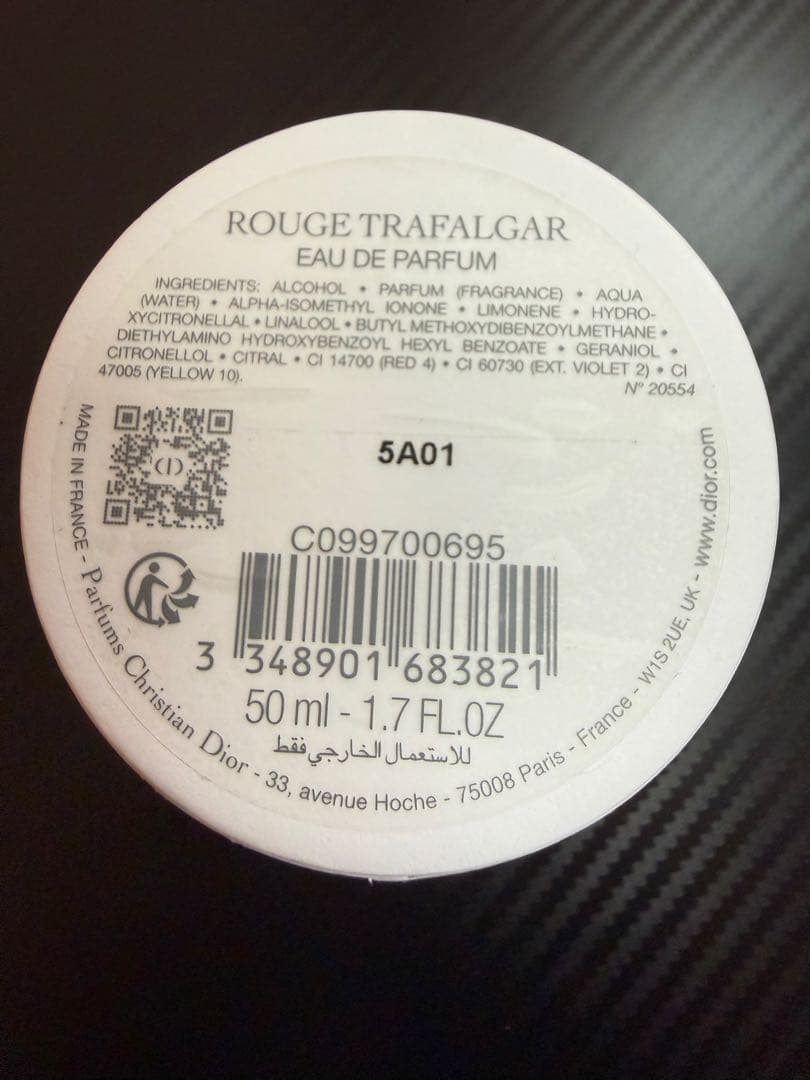 ROUGE TRAFALGAR
EAU DE PARFUM
INGREDIENTS: ALCOHOL • PARFUM (FRAGRANCE) • AQUA
(WATER) • ALPHA-ISOMETHYL IONONE • LIMONENE • HYDRO-
XYCITRONELLAL • LINALOOL • BUTYL METHOXYDIBENZOYLMETHANE •
DIETHYLAMINO HYDROXYBENZOYL HEXYL BENZOATE • GERANIOL •
CITRONELLOL • CITRAL • CI 14700 (RED 4) • CI 60730 (EXT. VIOLET 2) • CI
47005 (YELLOW 10).
N° 20554
5A01
CD
C099700695
3 348901 683821
50 ml - 1.7 FL.OZ
للاستعمال الخارجي فقط
MADE IN FRANCE - Parfums Christian Dior - 33, avenue Hoche - 75008 Paris - France - W1S 2UE, UK - www.dior.com